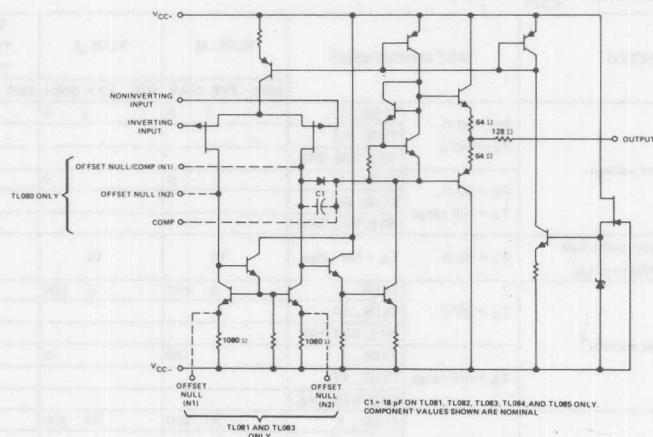 VCC-
NONINVERTING
INPUT
INVERTING
INPUT
OFFSET NULL/COMP (N1)
TL080 ONLY
OFFSET NULL (N2)
COMP
C1
64 Ω
128 Ω
64 Ω
OUTPUT
1080 Ω
1080 Ω
VCC-
OFFSET
NULL
(N1)
OFFSET
NULL
(N2)
TL081 AND TL083
ONLY
C1 = 18 pF ON TL081, TL082, TL083, TL084, AND TL085 ONLY.
COMPONENT VALUES SHOWN ARE NOMINAL